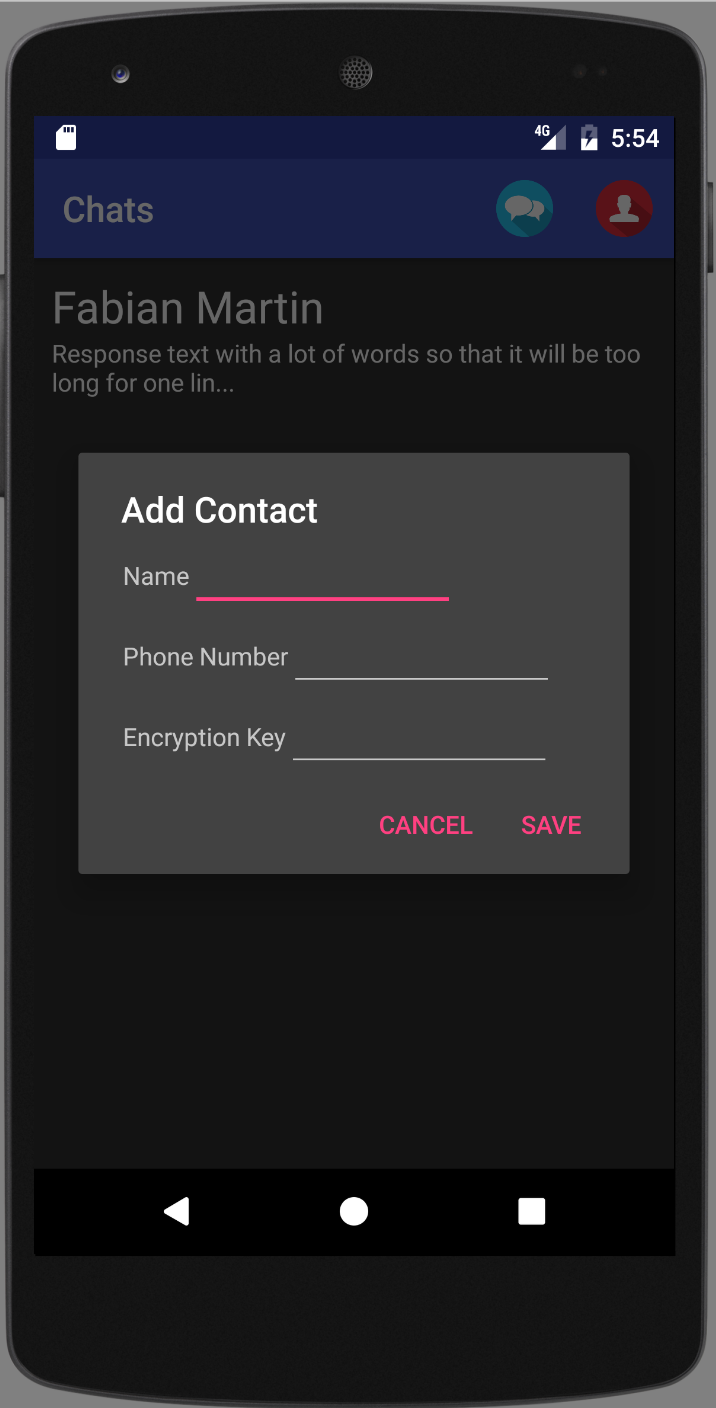 4G 5:54
Chats
Fabian Martin
Response text with a lot of words so that it will be too
long for one lin...
Add Contact
Name
Phone Number
Encryption Key
CANCEL SAVE